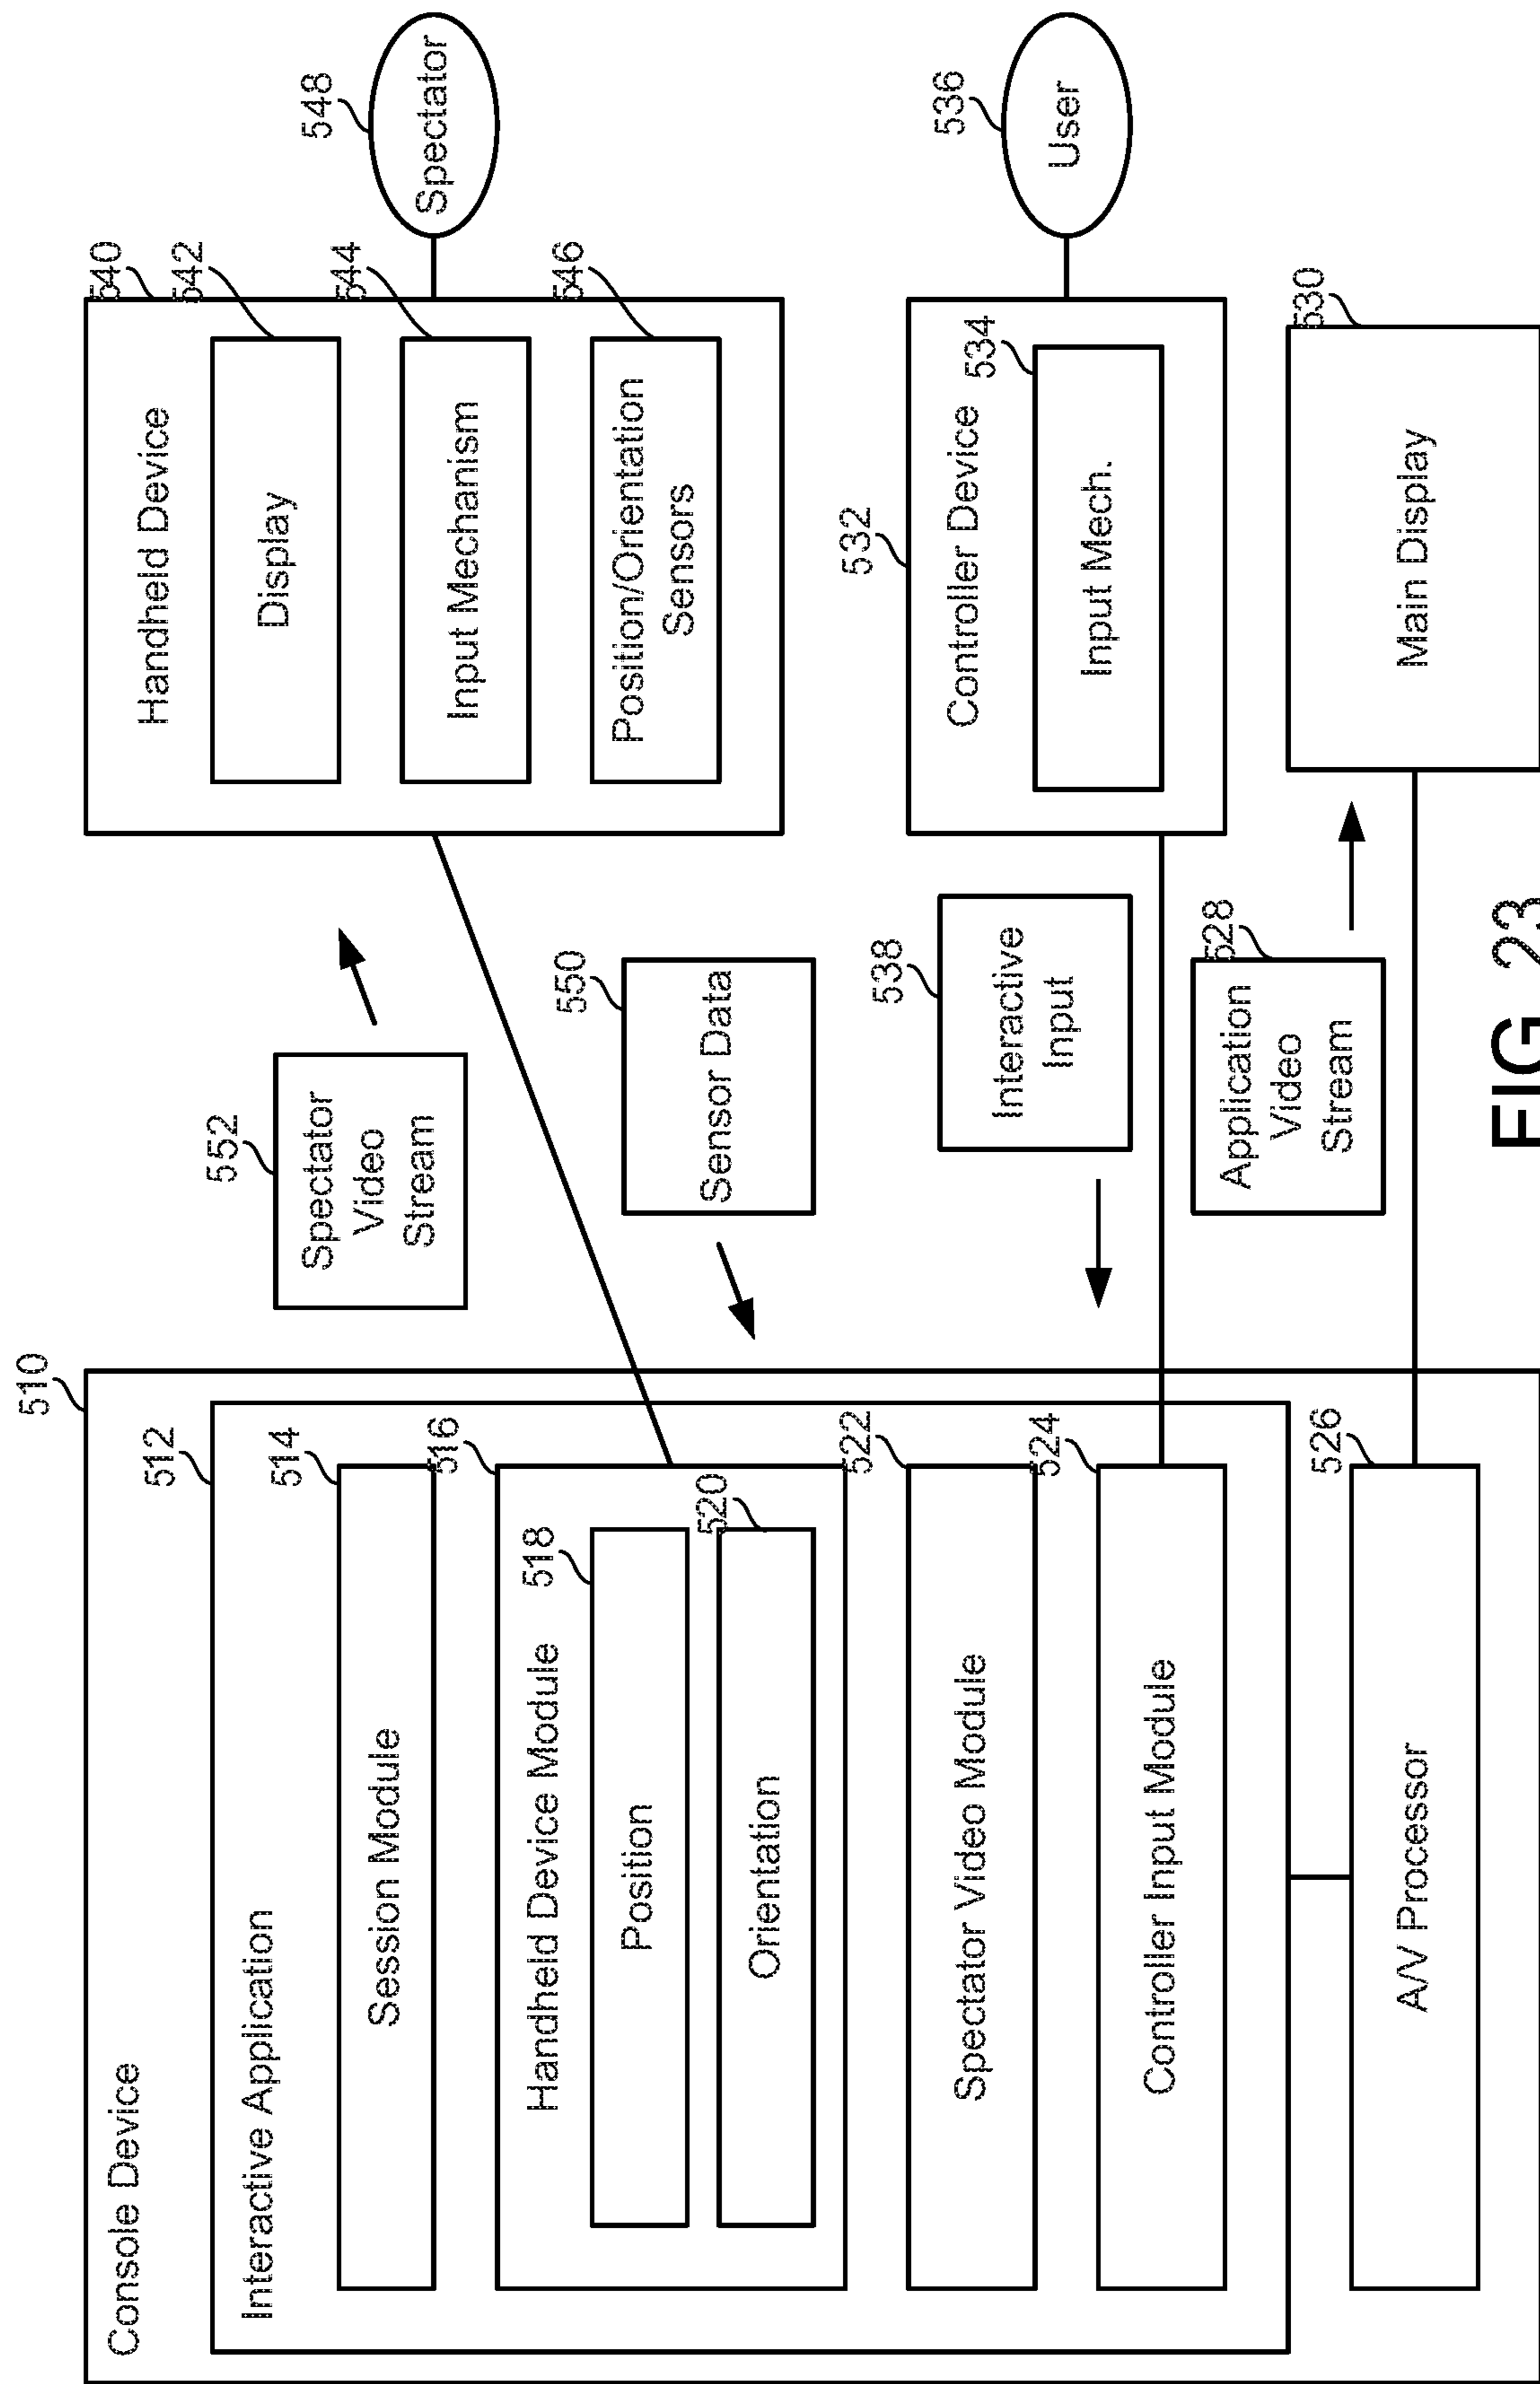 510
Console Device
512
Interactive Application
514
Session Module
516
Handheld Device Module
518
Position
520
Orientation
522
Spectator Video Module
524
Controller Input Module
526
A/V Processor
552
Spectator
Video
Stream
550
Sensor Data
538
Interactive
Input
528
Application
Video
Stream
540
Handheld Device
542
Display
544
Input Mechanism
546
Position/Orientation
Sensors
548
Spectator
532
Controller Device
534
Input Mech.
536
User
530
Main Display
FIG. 23